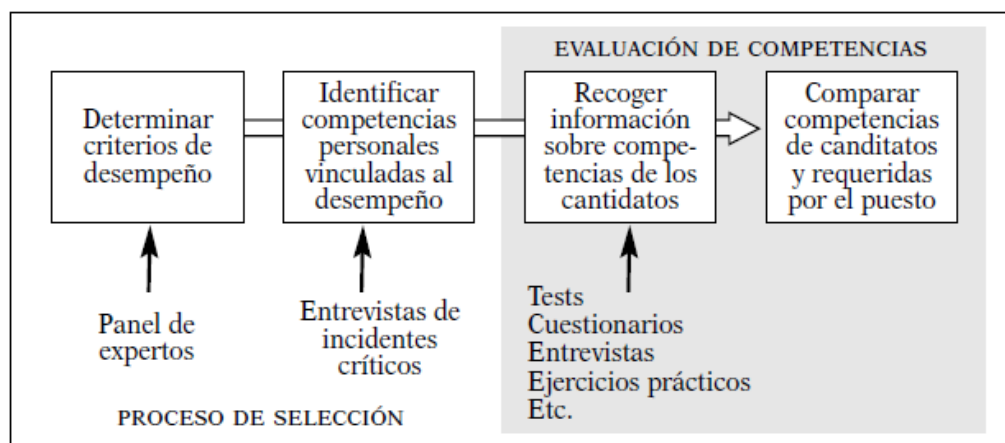 EVALUACIÓN DE COMPETENCIAS
Determinar
criterios de
desempeño
Identificar
competencias
personales
vinculadas al
desempeño
Recoger
información
sobre compe-
tencias de los
cantidatos
Comparar
competencias
de canditatos
y requeridas
por el puesto
Panel de
expertos
Entrevistas de
incidentes
críticos
Tests
Cuestionarios
Entrevistas
Ejercicios prácticos
Etc.
PROCESO DE SELECCIÓN